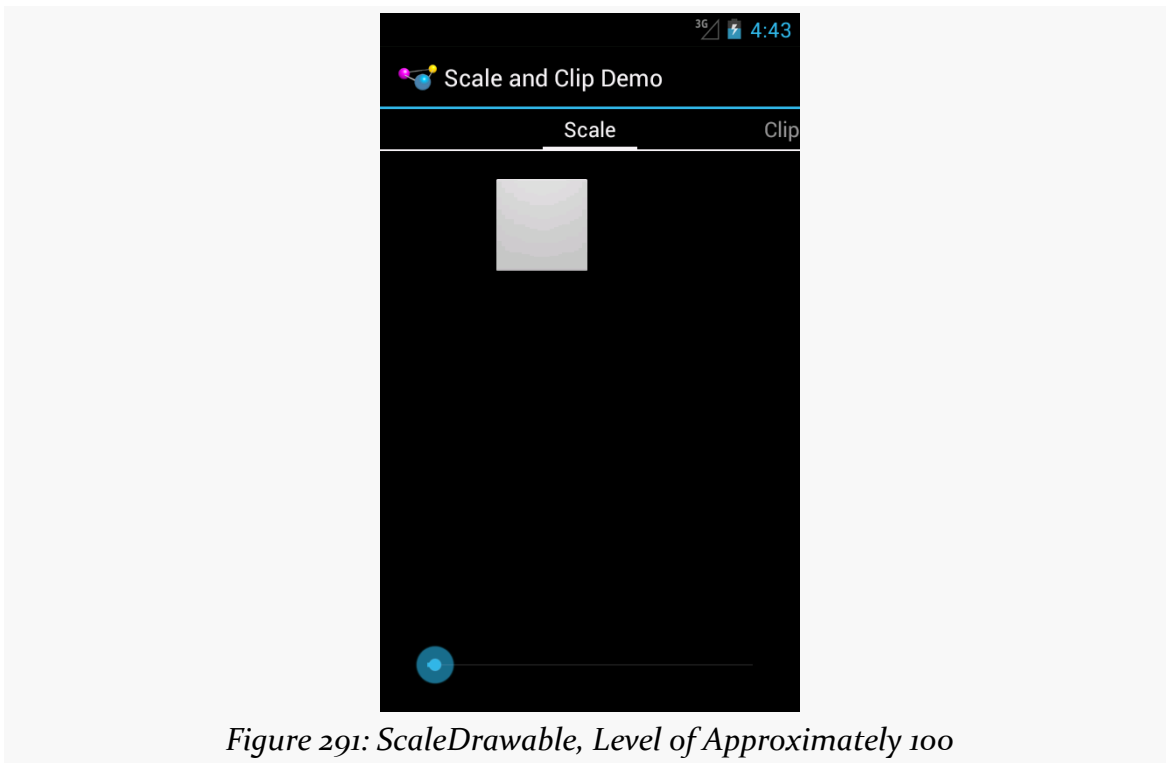 3G 4:43
Scale and Clip Demo
Scale Clip
Figure 291: ScaleDrawable, Level of Approximately 100